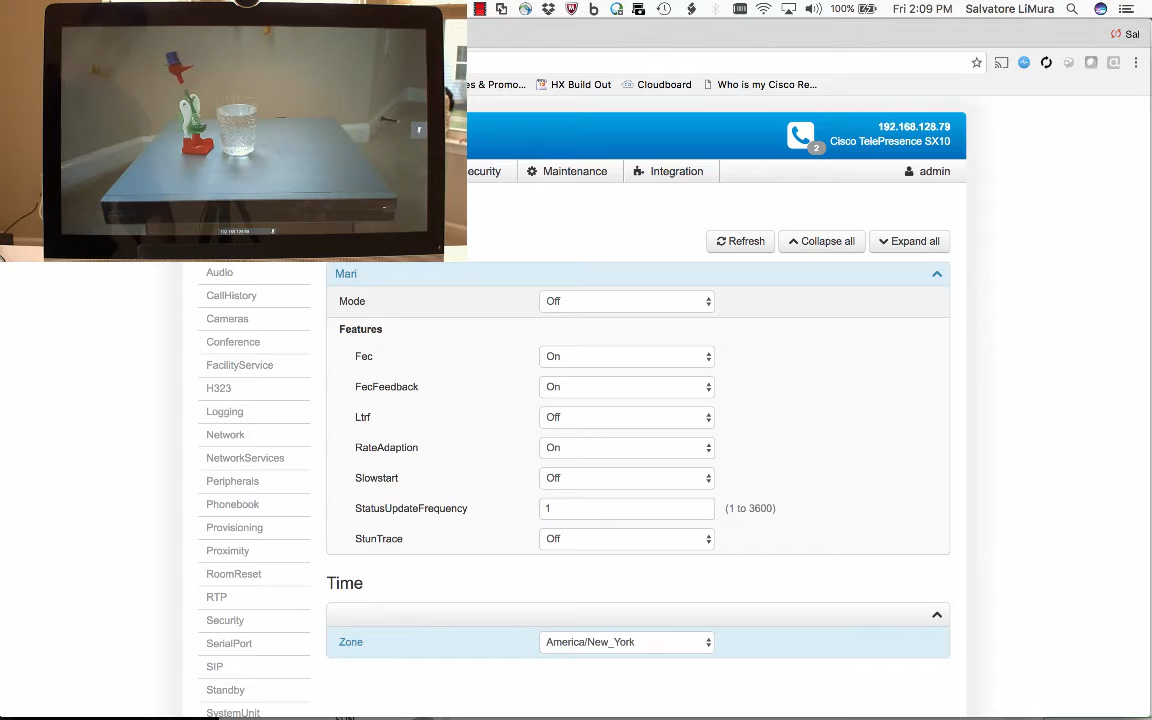 100%
Fri 2:09 PM
Salvatore LiMura
Sal
es & Promo...
HX Build Out
Cloudboard
Who is my Cisco Re...
192.168.128.79
2
Cisco TelePresence SX10
ecurity
Maintenance
Integration
admin
Refresh
Collapse all
Expand all
Audio
CallHistory
Cameras
Conference
FacilityService
H323
Logging
Network
NetworkServices
Peripherals
Phonebook
Provisioning
Proximity
RoomReset
RTP
Security
SerialPort
SIP
Standby
SystemUnit
Mari
Mode Off
Features
Fec On
FecFeedback On
Ltrf Off
RateAdaption On
Slowstart Off
StatusUpdateFrequency 1 (1 to 3600)
StunTrace Off
Time
Zone America/New_York